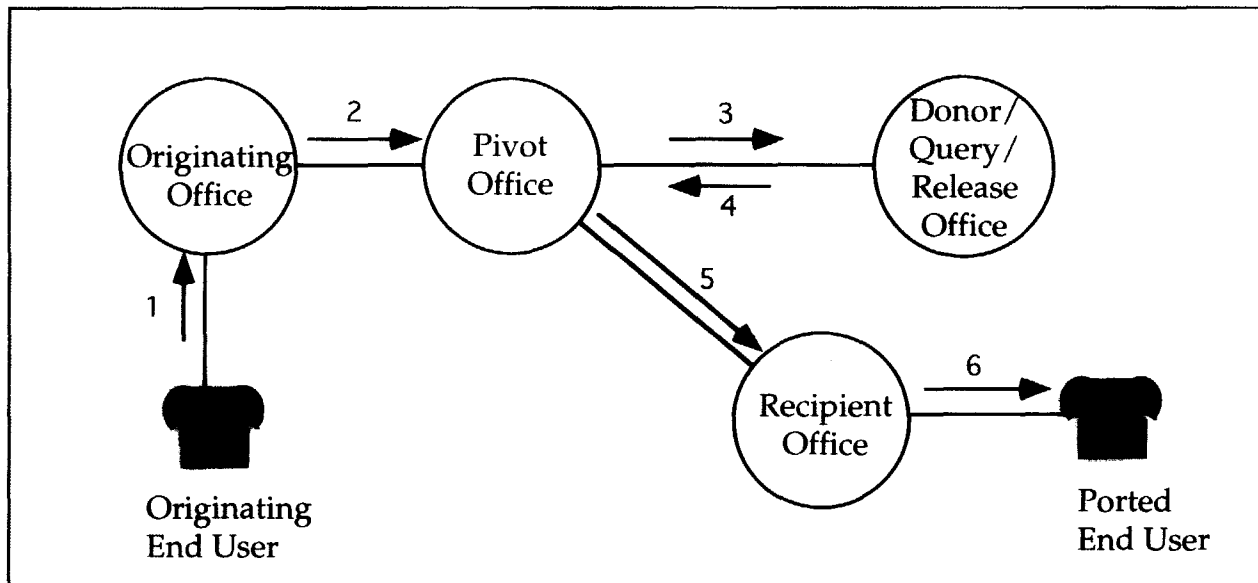 Originating
Office
2
Pivot
Office
3
4
Donor/
Query/
Release
Office
1
5
Recipient
Office
6
Originating
End User
Ported
End User